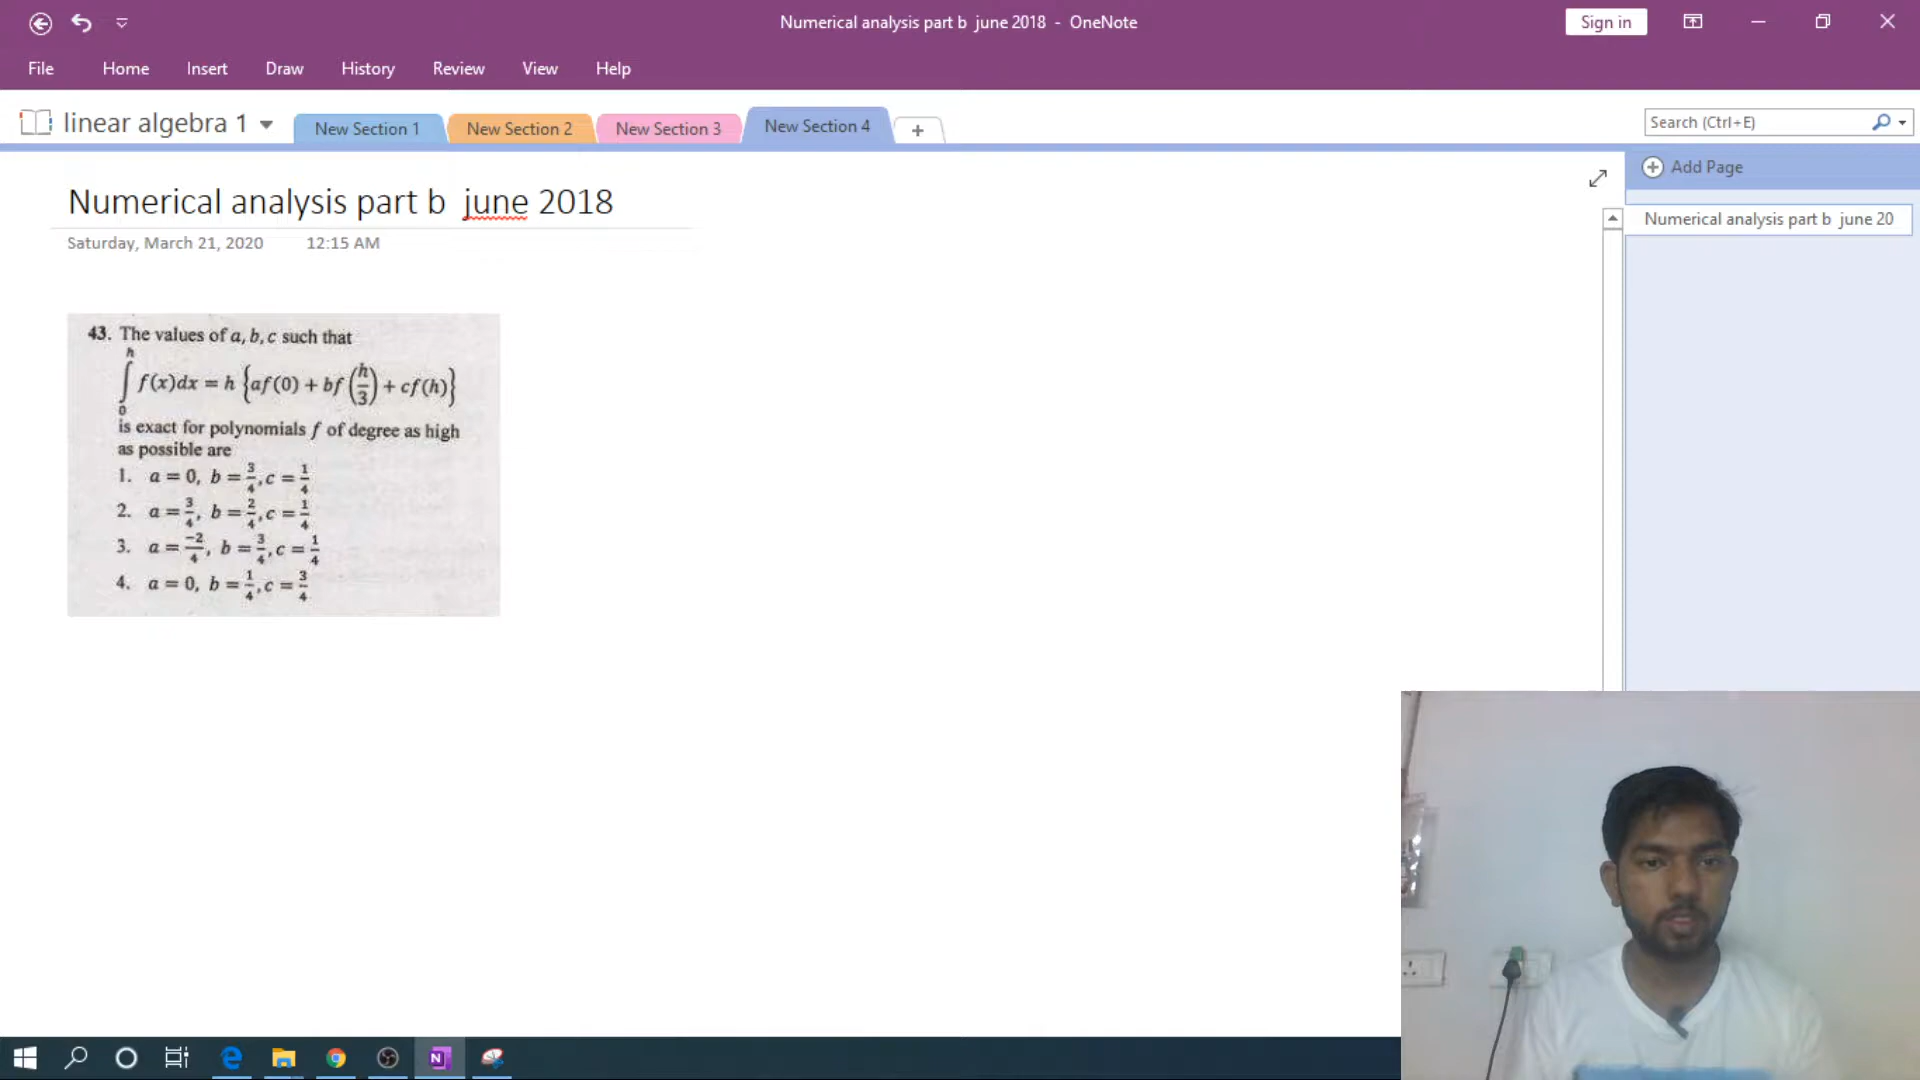 Numerical analysis part b june 2018 - OneNote
Sign in
File Home Insert Draw History Review View Help
linear algebra 1 New Section 1 New Section 2 New Section 3 New Section 4 +
Search (Ctrl+E)
Add Page
Numerical analysis part b june 2018
Numerical analysis part b june 20
Saturday, March 21, 2020 12:15 AM
43. The values of a, b, c such that
∫₀ʰ f(x)dx = h {af(0) + bf(h/3) + cf(h)}
is exact for polynomials f of degree as high
as possible are
1. a = 0, b = 3/4, c = 1/4
2. a = 3/4, b = 2/4, c = 1/4
3. a = -2/4, b = 3/4, c = 1/4
4. a = 0, b = 1/4, c = 3/4